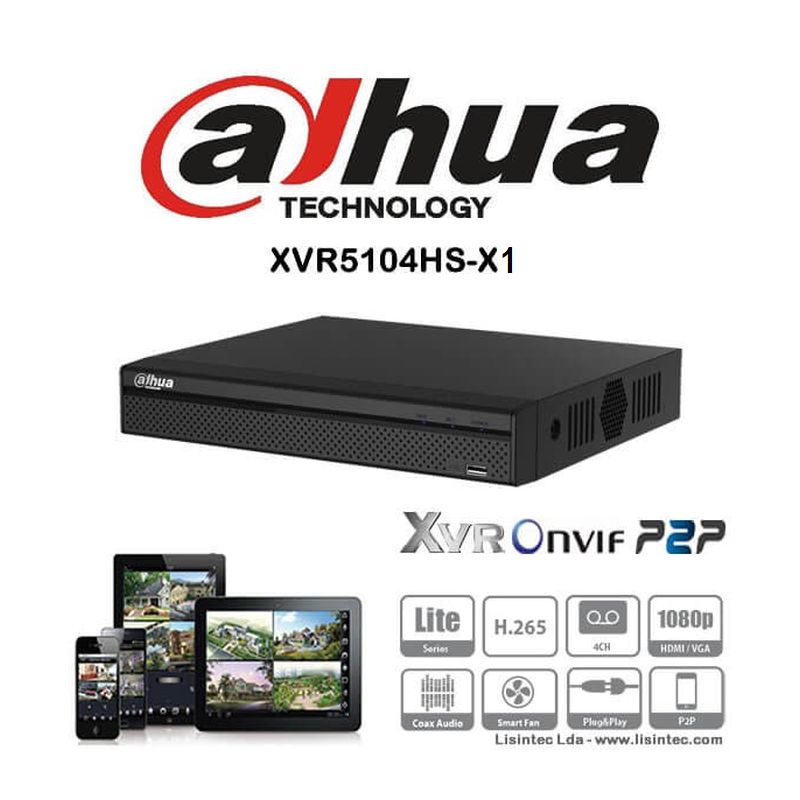 alhua
TECHNOLOGY
XVR5104HS-X1
alhua
XVR Onvif P2P
Lite
Series
H.265
4CH
1080p
HDMI / VGA
Coax Audio
Smart Fan
Plug&Play
P2P
Lisintec Lda - www.lisintec.com